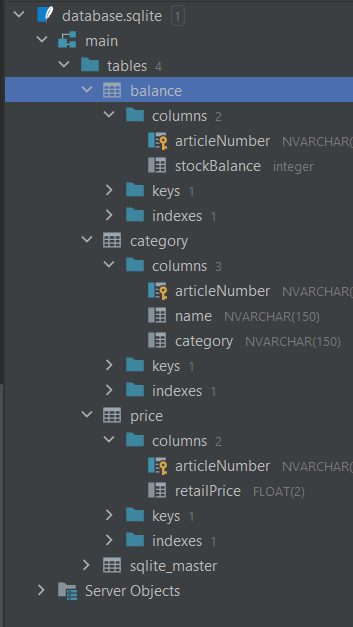 database.sqlite 1
main
tables 4
balance
columns 2
articleNumber NVARCHAR(
stockBalance integer
keys 1
indexes 1
category
columns 3
articleNumber NVARCHAR(
name NVARCHAR(150)
category NVARCHAR(150)
keys 1
indexes 1
price
columns 2
articleNumber NVARCHAR(
retailPrice FLOAT(2)
keys 1
indexes 1
sqlite_master
Server Objects